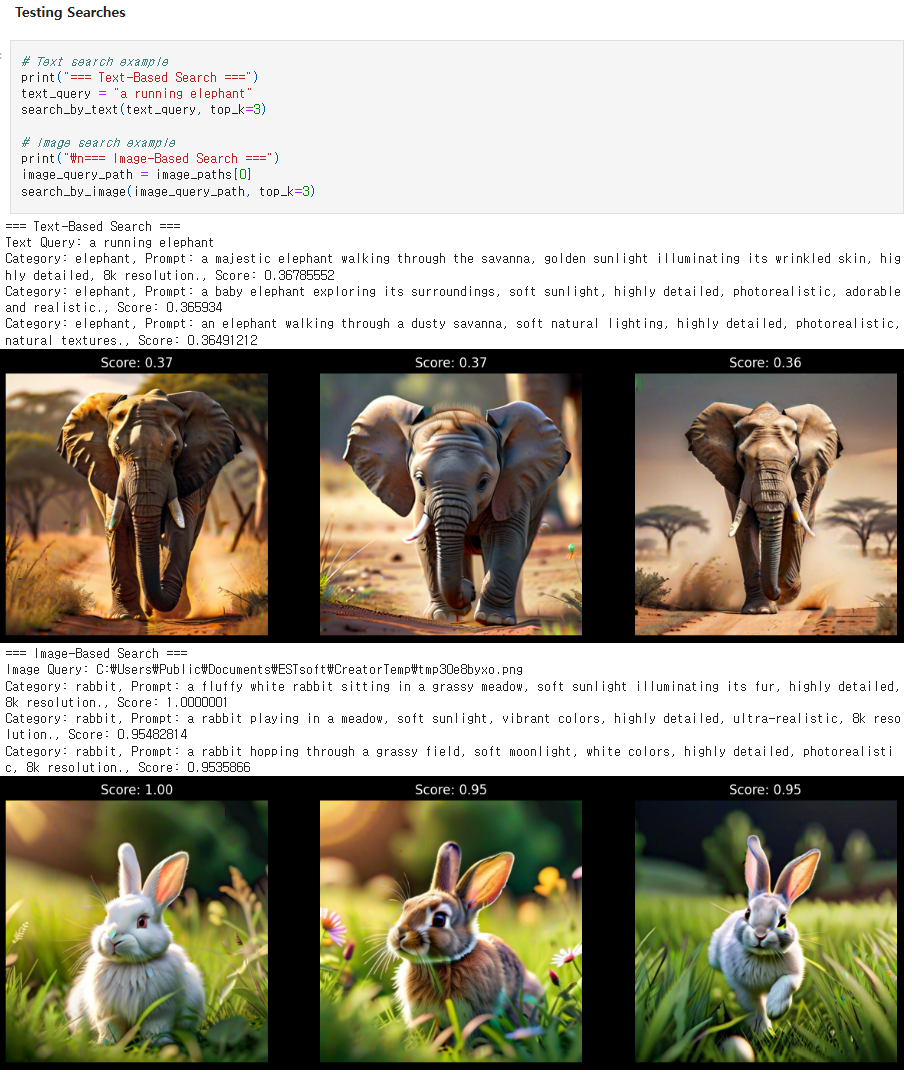 Testing Searches
# Text search example
print("=== Text-Based Search ===")
text_query = "a running elephant"
search_by_text(text_query, top_k=3)
# Image search example
print("₩n=== Image-Based Search ===")
image_query_path = image_paths[0]
search_by_image(image_query_path, top_k=3)
=== Text-Based Search ===
Text Query: a running elephant
Category: elephant, Prompt: a majestic elephant walking through the savanna, golden sunlight illuminating its wrinkled skin, hig
hly detailed, 8k resolution., Score: 0.36785552
Category: elephant, Prompt: a baby elephant exploring its surroundings, soft sunlight, highly detailed, photorealistic, adorable
and realistic., Score: 0.365934
Category: elephant, Prompt: an elephant walking through a dusty savanna, soft natural lighting, highly detailed, photorealistic,
natural textures., Score: 0.36491212
Score: 0.37 Score: 0.37 Score: 0.36
=== Image-Based Search ===
Image Query: C:₩Users₩Public₩Documents₩ESTsoft₩CreatorTemp₩tmp30e8byxo.png
Category: rabbit, Prompt: a fluffy white rabbit sitting in a grassy meadow, soft sunlight illuminating its fur, highly detailed,
8k resolution., Score: 1.0000001
Category: rabbit, Prompt: a rabbit playing in a meadow, soft sunlight, vibrant colors, highly detailed, ultra-realistic, 8k reso
lution., Score: 0.95482814
Category: rabbit, Prompt: a rabbit hopping through a grassy field, soft moonlight, white colors, highly detailed, photorealisti
c, 8k resolution., Score: 0.9535866
Score: 1.00 Score: 0.95 Score: 0.95